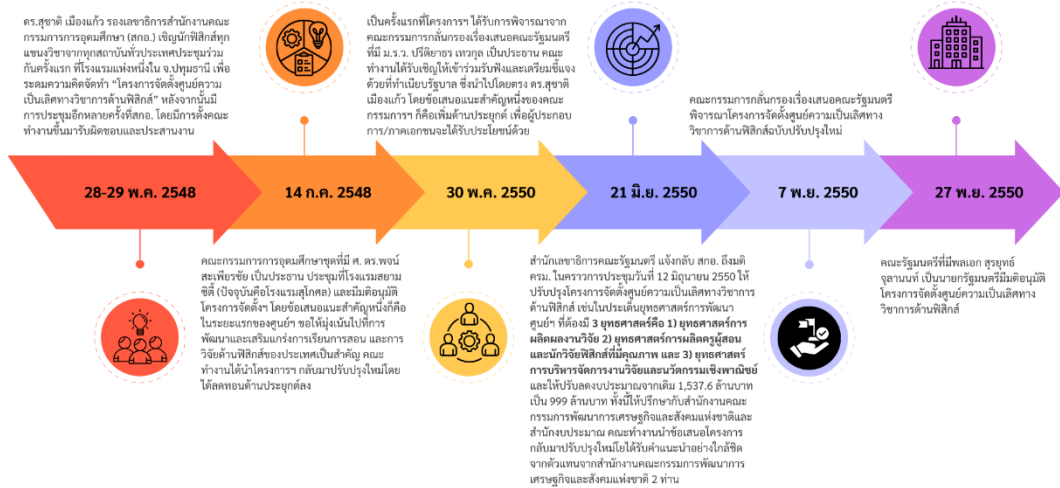 ดร.สุชาติ เมืองแก้ว รองเลขาธิการสำนักงานคณะ
กรรมการการอุดมศึกษา (สกอ.) เชิญนักฟิสิกส์ทุก
แขนงวิชาจากทุกสถาบันทั่วประเทศประชุมร่วม
กันครั้งแรก ที่โรงแรมแห่งหนึ่งใน จ.ปทุมธานี เพื่อ
ระดมความคิดจัดทำ "โครงการจัดตั้งศูนย์ความ
เป็นเลิศทางวิชาการด้านฟิสิกส์" หลังจากนั้นมี
การประชุมอีกหลายครั้งที่สกอ. โดยมีการตั้งคณะ
ทำงานขึ้นมารับผิดชอบและประสานงาน
เป็นครั้งแรกที่โครงการฯ ได้รับการพิจารณาจาก
คณะกรรมการกลั่นกรองเรื่องเสนอคณะรัฐมนตรี
ที่มี ม.ร.ว. ปรีดิยาธร เทวกุล เป็นประธาน คณะ
ทำงานได้รับเชิญให้เข้าร่วมรับฟังและเตรียมชี้แจง
ด้วยที่ทำเนียบรัฐบาล ซึ่งนำไปโดยตรง ดร.สุชาติ
เมืองแก้ว โดยข้อเสนอแนะสำคัญหนึ่งของคณะ
กรรมการฯ ก็คือเพิ่มด้านประยุกต์ เพื่อผู้ประกอบ
การ/ภาคเอกชนจะได้รับประโยชน์ด้วย
คณะกรรมการกลั่นกรองเรื่องเสนอคณะรัฐมนตรี
พิจารณาโครงการจัดตั้งศูนย์ความเป็นเลิศทาง
วิชาการด้านฟิสิกส์ฉบับปรับปรุงใหม่
28-29 พ.ค. 2548
14 ก.ค. 2548
30 พ.ค. 2550
21 มิ.ย. 2550
7 พ.ย. 2550
27 พ.ย. 2550
คณะกรรมการการอุดมศึกษาชุดที่มี ศ. ดร.พจน์
สะเพียรชัย เป็นประธาน ประชุมที่โรงแรมสยาม
ซิตี้ (ปัจจุบันคือโรงแรมสุโกศล) และมีมติอนุมัติ
โครงการจัดตั้งฯ โดยข้อเสนอแนะสำคัญหนึ่งก็คือ
ในระยะแรกของศูนย์ฯ ขอให้มุ่งเน้นไปที่การ
พัฒนาและเสริมแกร่งการเรียนการสอน และการ
วิจัยด้านฟิสิกส์ของประเทศเป็นสำคัญ คณะ
ทำงานได้นำโครงการฯ กลับมาปรับปรุงใหม่โดย
ได้ลดทอนด้านประยุกต์ลง
สำนักเลขาธิการคณะรัฐมนตรี แจ้งกลับ สกอ. ถึงมติ
ครม. ในคราวการประชุมวันที่ 12 มิถุนายน 2550 ให้
ปรับปรุงโครงการจัดตั้งศูนย์ความเป็นเลิศทางวิชาการ
ด้านฟิสิกส์ เช่นในประเด็นยุทธศาสตร์การพัฒนา
ศูนย์ฯ ที่ต้องมี 3 ยุทธศาสตร์คือ 1) ยุทธศาสตร์การ
ผลิตผลงานวิจัย 2) ยุทธศาสตร์การผลิตครูผู้สอน
และนักวิจัยฟิสิกส์ที่มีคุณภาพ และ 3) ยุทธศาสตร์
การบริหารจัดการงานวิจัยและนวัตกรรมเชิงพาณิชย์
และให้ปรับลดงบประมาณจากเดิม 1,537.6 ล้านบาท
เป็น 999 ล้านบาท ทั้งนี้ให้ปรึกษากับสำนักงานคณะ
กรรมการพัฒนาการเศรษฐกิจและสังคมแห่งชาติและ
สำนักงบประมาณ คณะทำงานนำข้อเสนอโครงการ
กลับมาปรับปรุงใหม่โยได้รับคำแนะนำอย่างใกล้ชิด
จากตัวแทนจากสำนักงานคณะกรรมการพัฒนาการ
เศรษฐกิจและสังคมแห่งชาติ 2 ท่าน
คณะรัฐมนตรีที่มีพลเอก สุรยุทธ์
จุลานนท์ เป็นนายกรัฐมนตรีมีมติอนุมัติ
โครงการจัดตั้งศูนย์ความเป็นเลิศทาง
วิชาการด้านฟิสิกส์